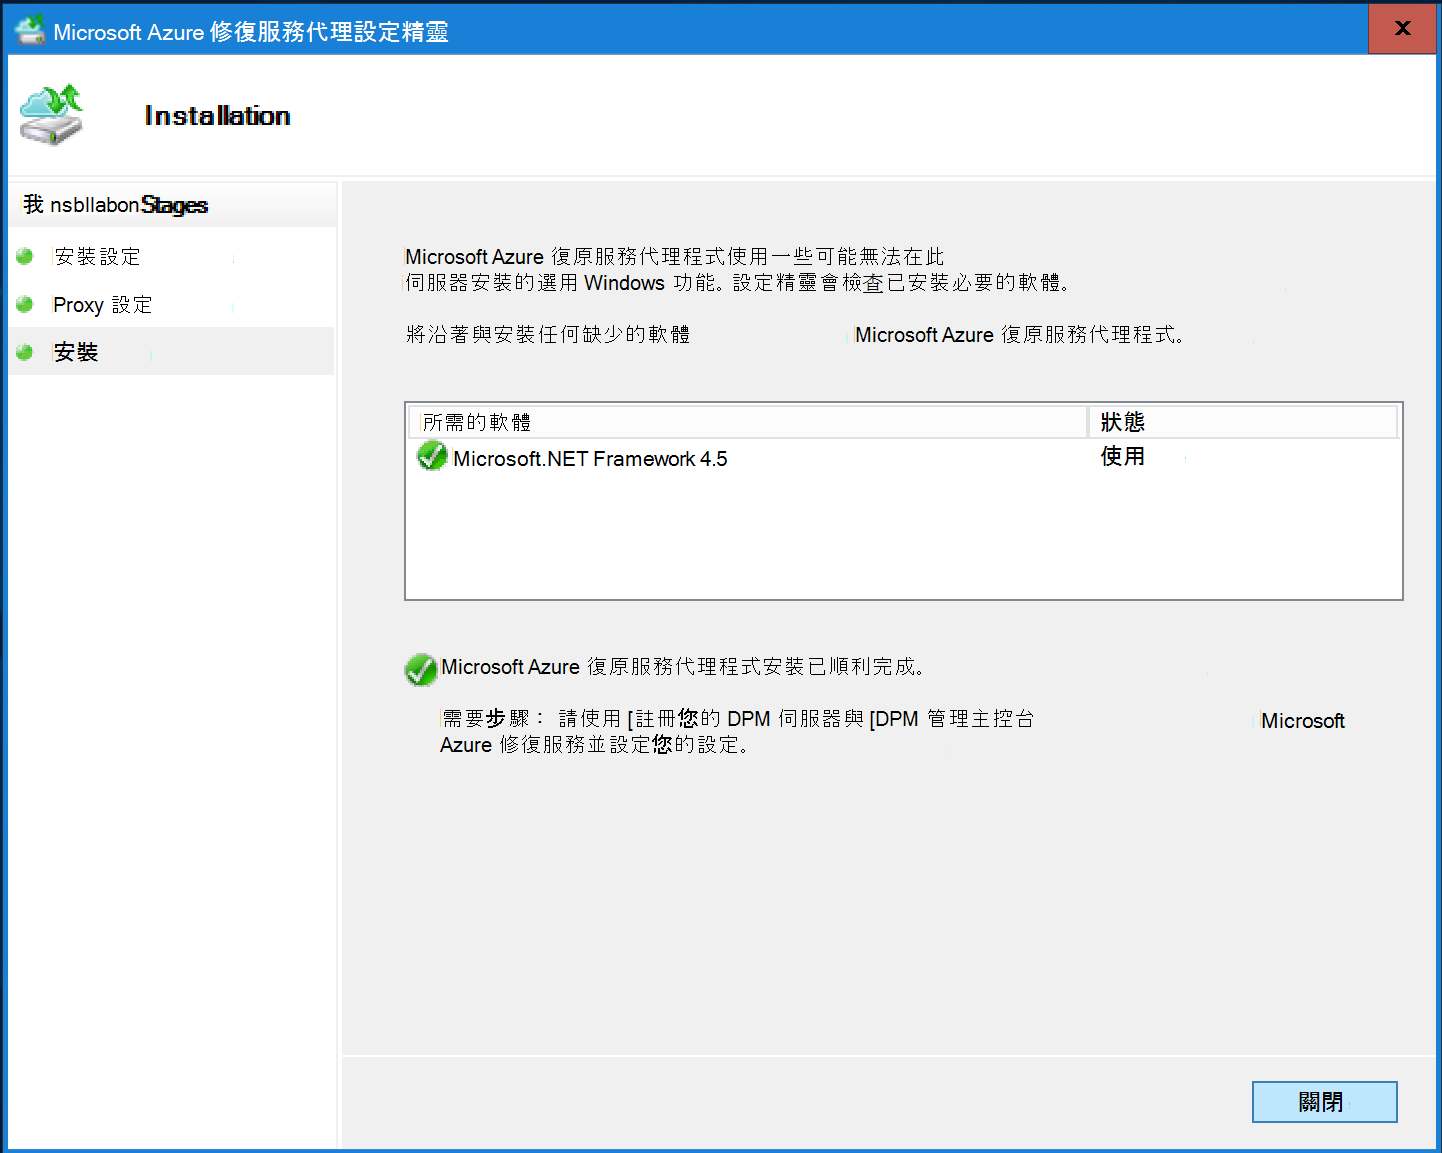 Microsoft Azure 修復服務代理設定精靈
Installation
我 nsbllabon Stages
安裝設定
Proxy 設定
安裝
Microsoft Azure 復原服務代理程式使用一些可能無法在此
伺服器安裝的選用 Windows 功能。設定精靈會檢查已安裝必要的軟體。
將沿著與安裝任何缺少的軟體 Microsoft Azure 復原服務代理程式。
所需的軟體 狀態
Microsoft.NET Framework 4.5 使用
Microsoft Azure 復原服務代理程式安裝已順利完成。
需要步驟： 請使用 [註冊您的 DPM 伺服器與 [DPM 管理主控台 Microsoft
Azure 修復服務並設定您的設定。
關閉